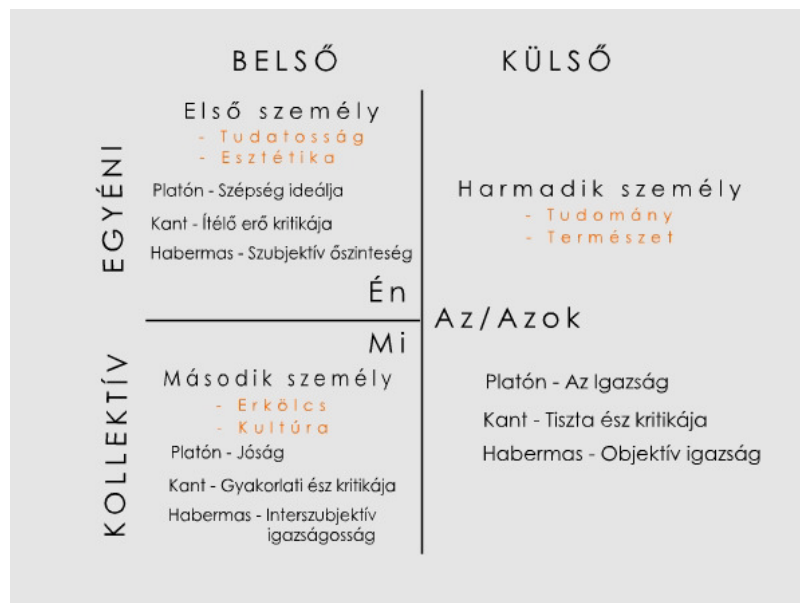 BELSŐ
KÜLSŐ
EGYÉNI
Első személy
- Tudatosság
- Esztétika
Platón - Szépség ideálja
Kant - Ítélő erő kritikája
Habermas - Szubjektív őszinteség
Én
Harmadik személy
- Tudomány
- Természet
Az/Azok
KOLLEKTÍV
Mi
Második személy
- Erkölcs
- Kultúra
Platón - Jóság
Kant - Gyakorlati ész kritikája
Habermas - Interszubjektív
igazságosság
Platón - Az Igazság
Kant - Tiszta ész kritikája
Habermas - Objektív igazság